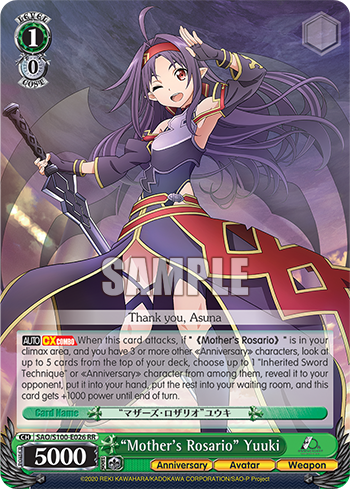 LEVEL
1
0
COST
SAMPLE
Thank you, Asuna
AUTO CXCOMBO When this card attacks, if "《Mother's Rosario》" is in your
climax area, and you have 3 or more other «Anniversary» characters, look at
up to 5 cards from the top of your deck, choose up to 1 "Inherited Sword
Technique" or «Anniversary» character from among them, reveal it to your
opponent, put it into your hand, put the rest into your waiting room, and this
card gets +1000 power until end of turn.
Card Name "マザーズ・ロザリオ"ユウキ
CH SAO/S100-E026 RR
5000
"Mother's Rosario" Yuuki
Anniversary Avatar Weapon
©2020 REKI KAWAHARA/KADOKAWA CORPORATION/SAO-P Project